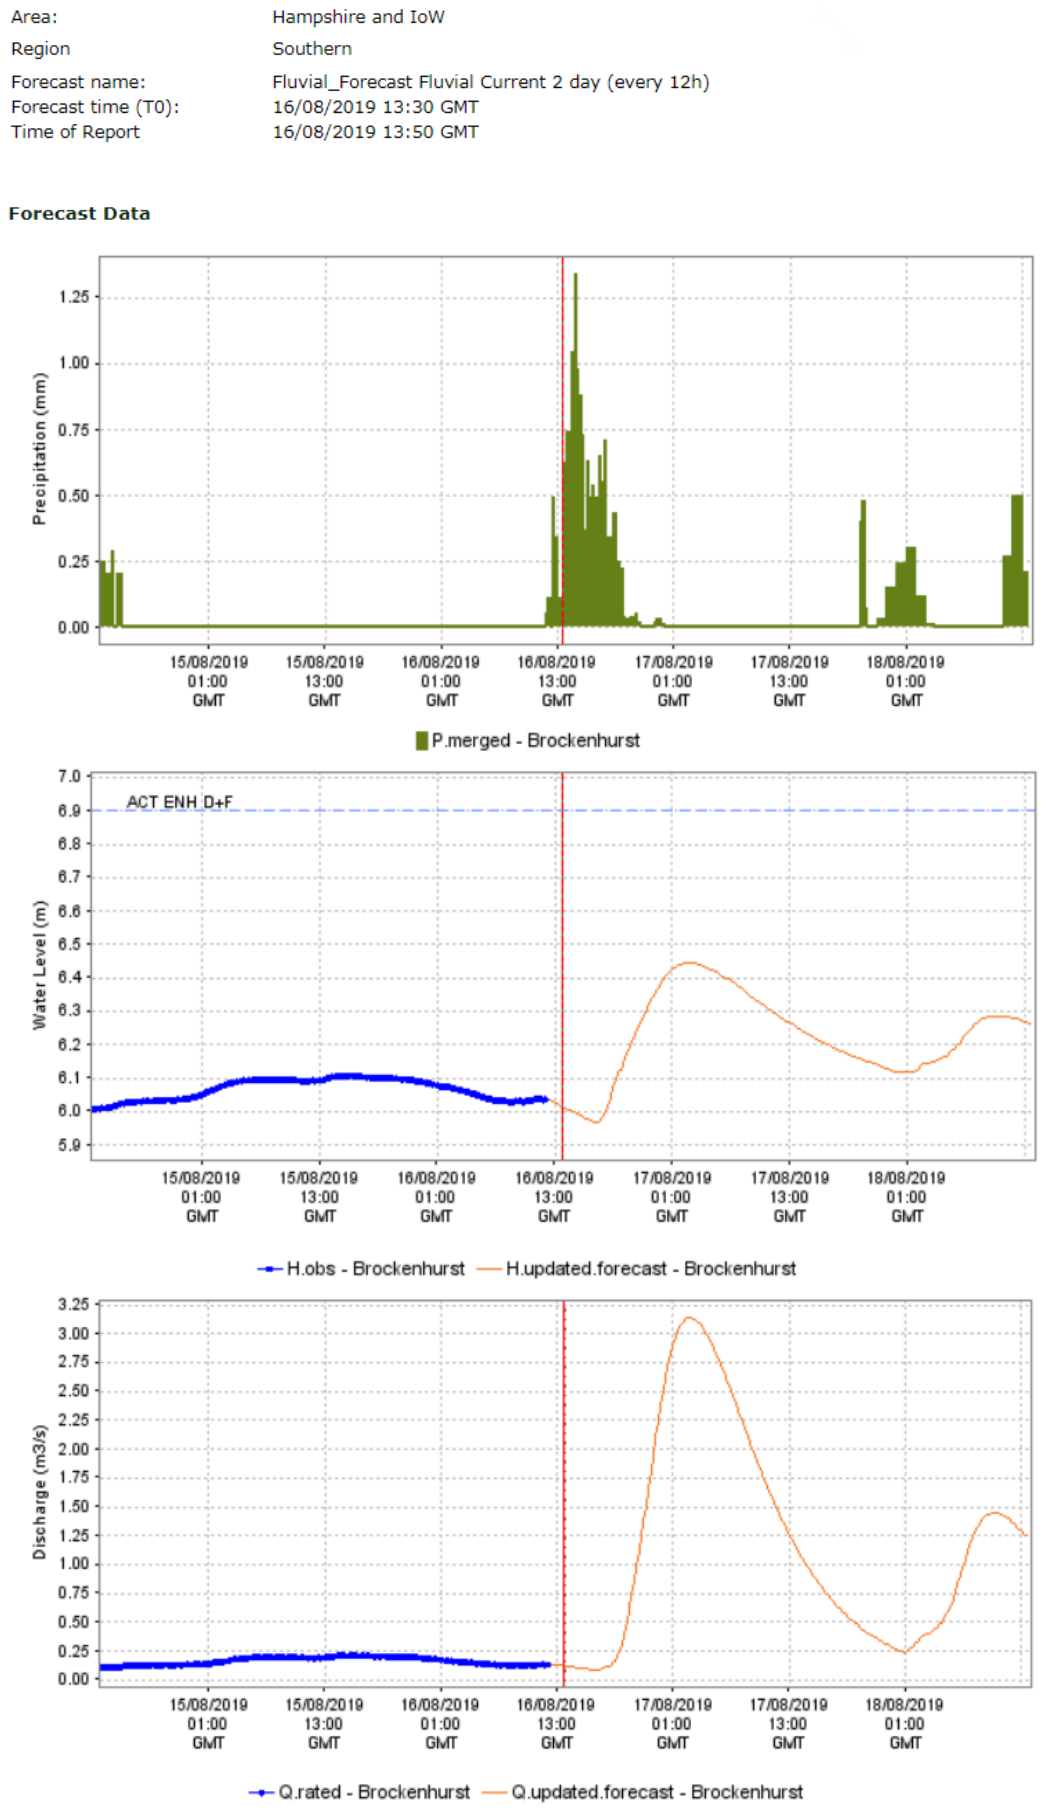 Area: Hampshire and IoW
Region Southern
Forecast name: Fluvial_Forecast Fluvial Current 2 day (every 12h)
Forecast time (T0): 16/08/2019 13:30 GMT
Time of Report 16/08/2019 13:50 GMT
Forecast Data
Precipitation (mm)
1.25
1.00
0.75
0.50
0.25
0.00
15/08/2019 15/08/2019 16/08/2019 16/08/2019 17/08/2019 17/08/2019 18/08/2019
01:00 13:00 01:00 13:00 01:00 13:00 01:00
GMT GMT GMT GMT GMT GMT GMT
P.merged - Brockenhurst
Water Level (m)
7.0
ACT ENH D+F
6.9
6.8
6.7
6.6
6.5
6.4
6.3
6.2
6.1
6.0
5.9
15/08/2019 15/08/2019 16/08/2019 16/08/2019 17/08/2019 17/08/2019 18/08/2019
01:00 13:00 01:00 13:00 01:00 13:00 01:00
GMT GMT GMT GMT GMT GMT GMT
H.obs - Brockenhurst H.updated.forecast - Brockenhurst
Discharge (m3/s)
3.25
3.00
2.75
2.50
2.25
2.00
1.75
1.50
1.25
1.00
0.75
0.50
0.25
0.00
15/08/2019 15/08/2019 16/08/2019 16/08/2019 17/08/2019 17/08/2019 18/08/2019
01:00 13:00 01:00 13:00 01:00 13:00 01:00
GMT GMT GMT GMT GMT GMT GMT
Q.rated - Brockenhurst Q.updated.forecast - Brockenhurst